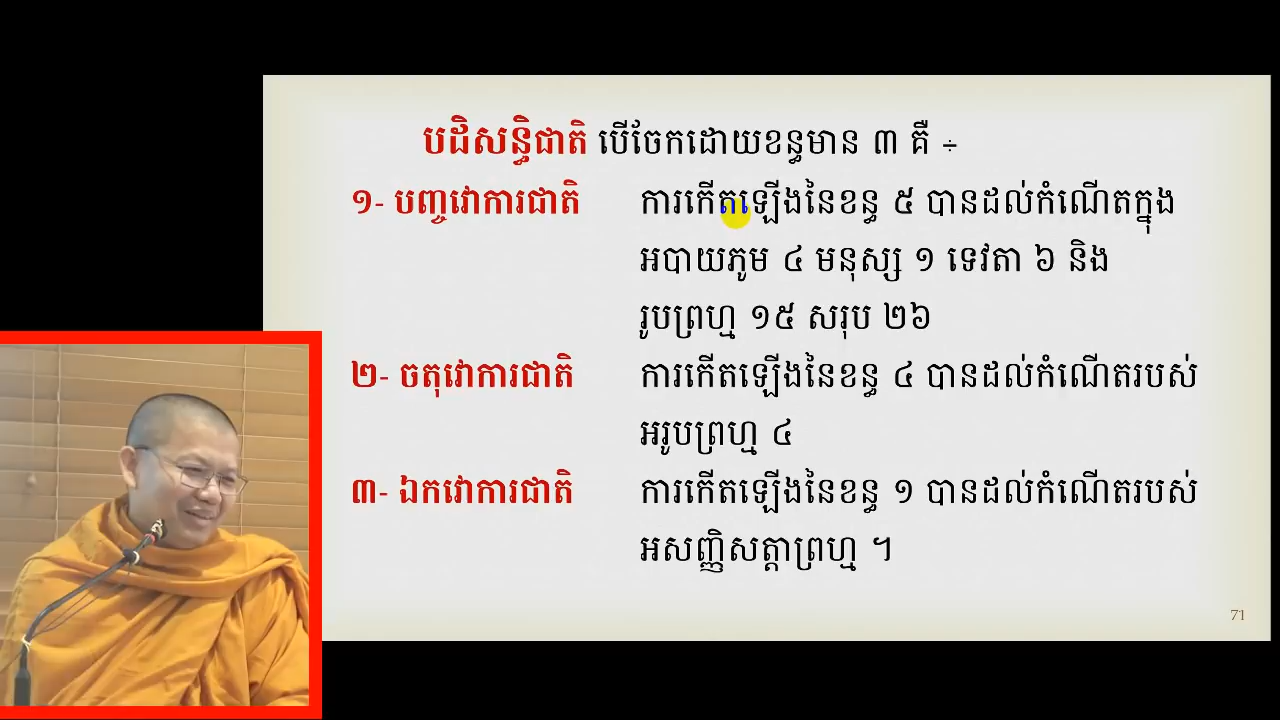 បដិសន្ធិជាតិ បើចែកដោយខន្ធមាន ៣ គឺ ÷
១- បញ្ចវោការជាតិ ការកើតឡើងនៃខន្ធ ៥ បានដល់កំណើតក្នុង
អបាយភូម ៤ មនុស្ស ១ ទេវតា ៦ និង
រូបព្រហ្ម ១៥ សរុប ២៦
២- ចតុវោការជាតិ ការកើតឡើងនៃខន្ធ ៤ បានដល់កំណើតរបស់
អរូបព្រហ្ម ៤
៣- ឯកវោការជាតិ ការកើតឡើងនៃខន្ធ ១ បានដល់កំណើតរបស់
អសញ្ញិសត្តាព្រហ្ម ។
71